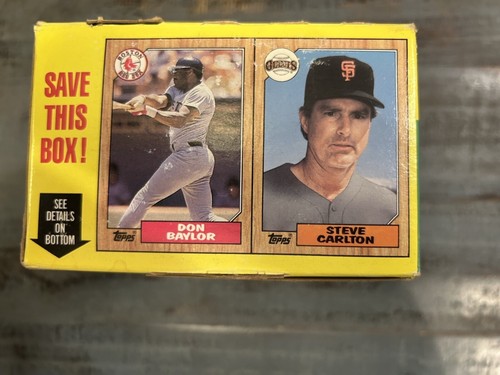 SAVE
THIS
BOX!
SEE
DETAILS
ON
BOTTOM
BOSTON
RED SOX
Topps
DON
BAYLOR
GIANTS
SF
Topps
STEVE
CARLTON